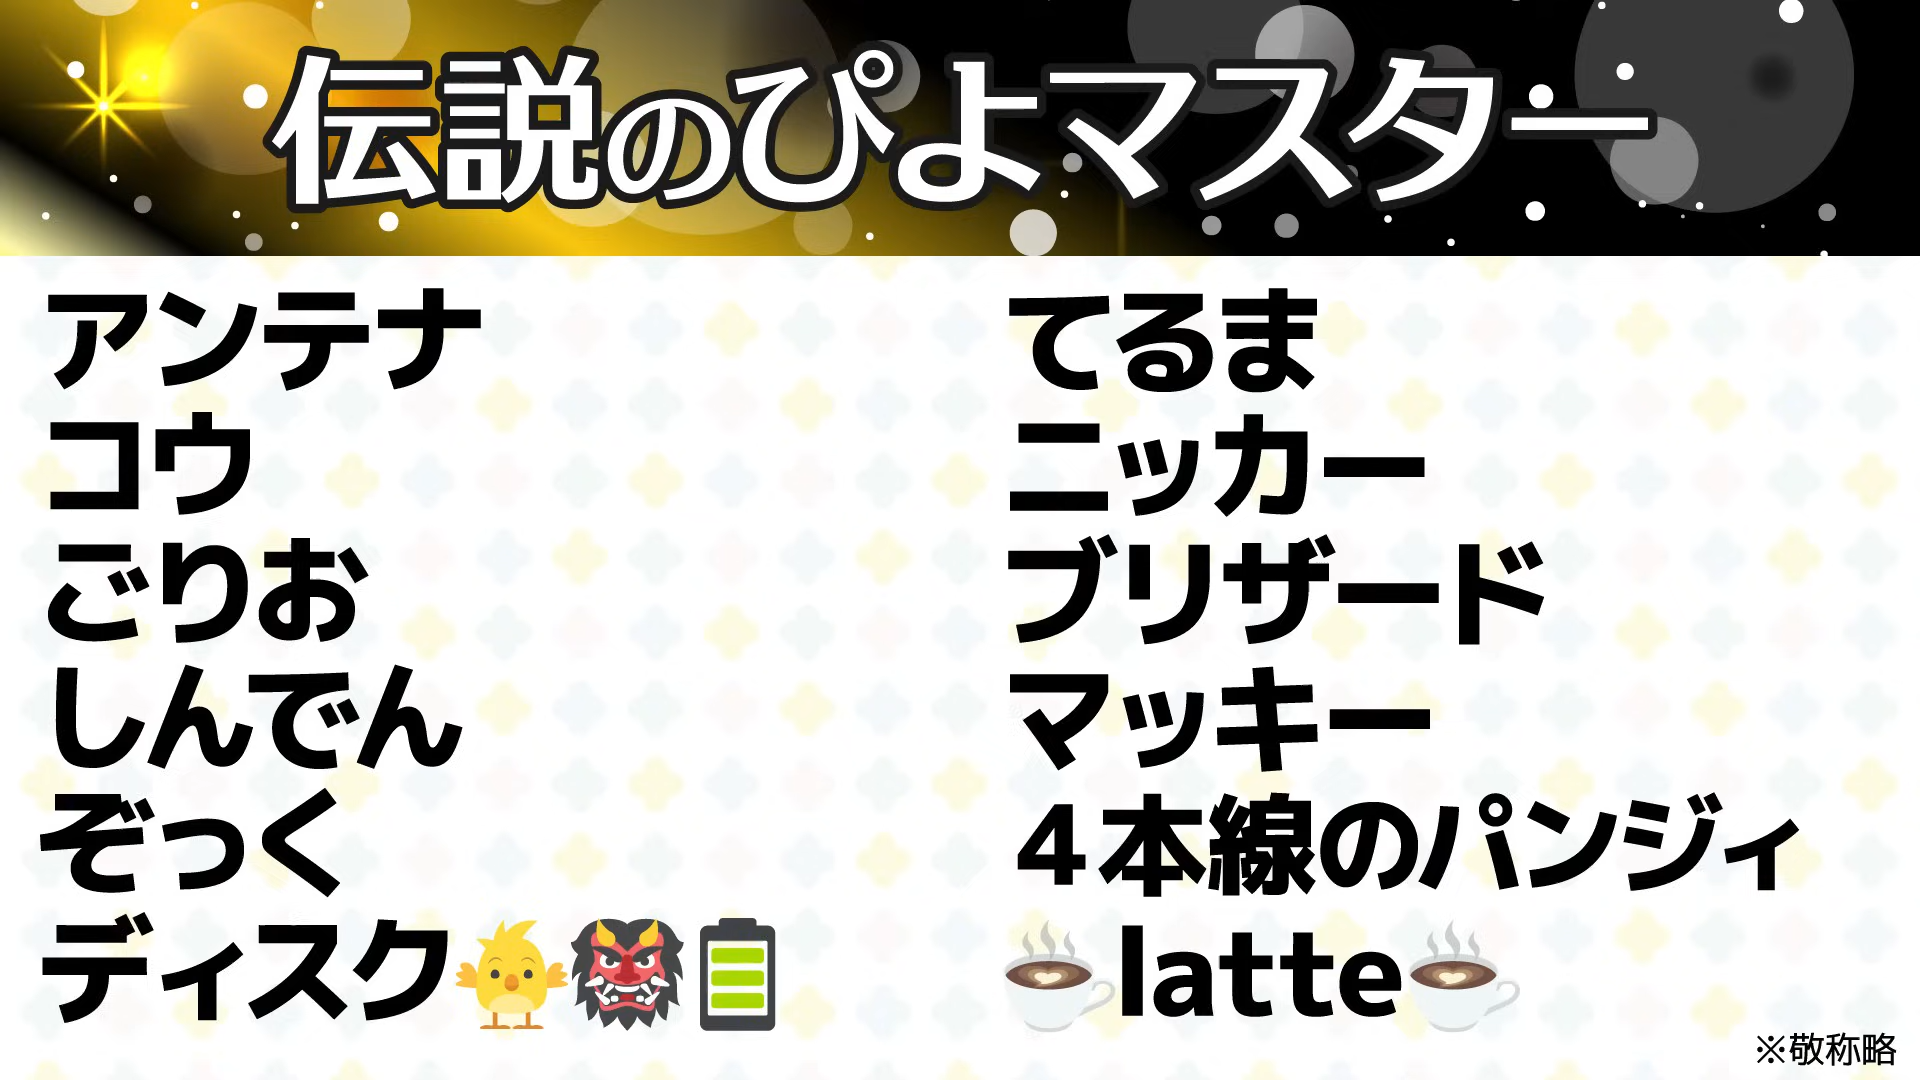 伝説のぴよマスター
アンテナ
コウ
ごりお
しんでん
ぞっく
ディスク🐥👹🔋
てるま
ニッカー
ブリザード
マッキー
４本線のパンジィ
☕latte☕
※敬称略